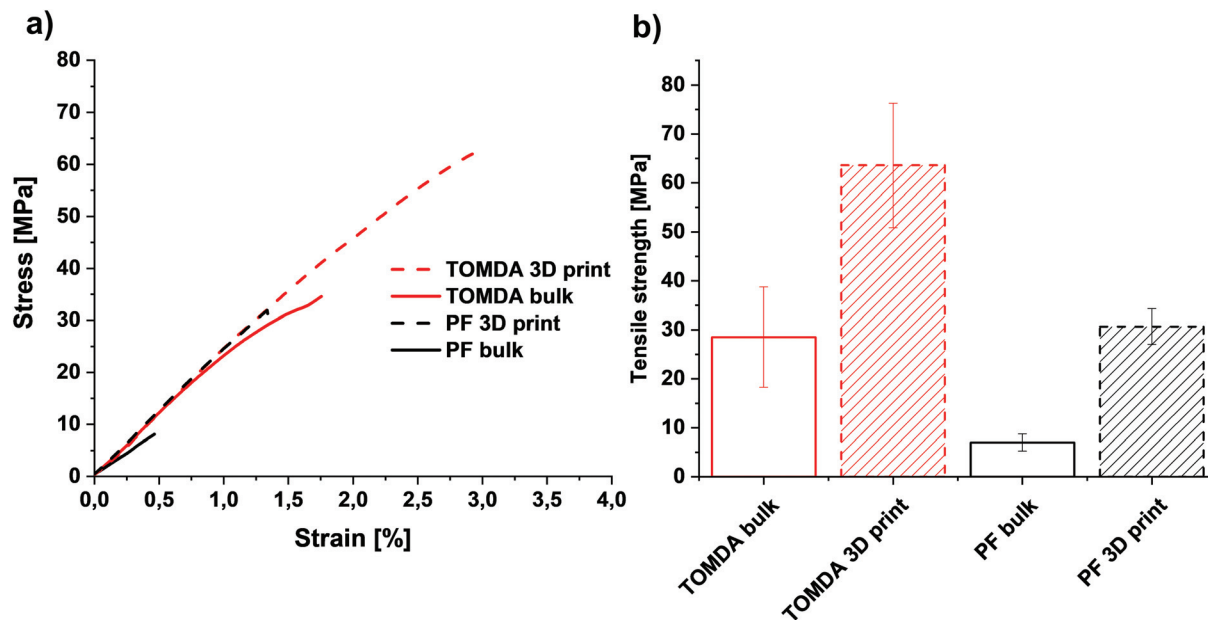 a)
80
70
60
50
40
30
20
10
0
Stress [MPa]
0,0 0,5 1,0 1,5 2,0 2,5 3,0 3,5 4,0
Strain [%]
TOMDA 3D print
TOMDA bulk
PF 3D print
PF bulk
b)
80
70
60
50
40
30
20
10
0
Tensile strength [MPa]
TOMDA bulk
TOMDA 3D print
PF bulk
PF 3D print